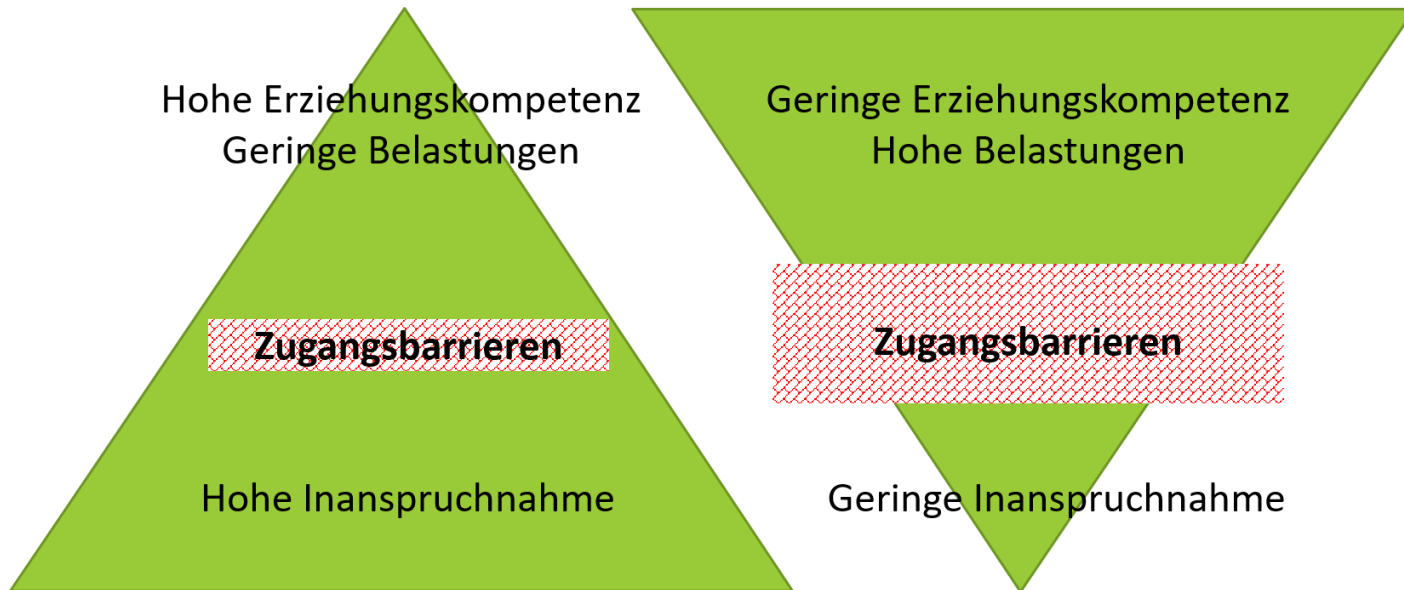 Hohe Erziehungskompetenz
Geringe Belastungen
Zugangsbarrieren
Hohe Inanspruchnahme
Geringe Erziehungskompetenz
Hohe Belastungen
Zugangsbarrieren
Geringe Inanspruchnahme